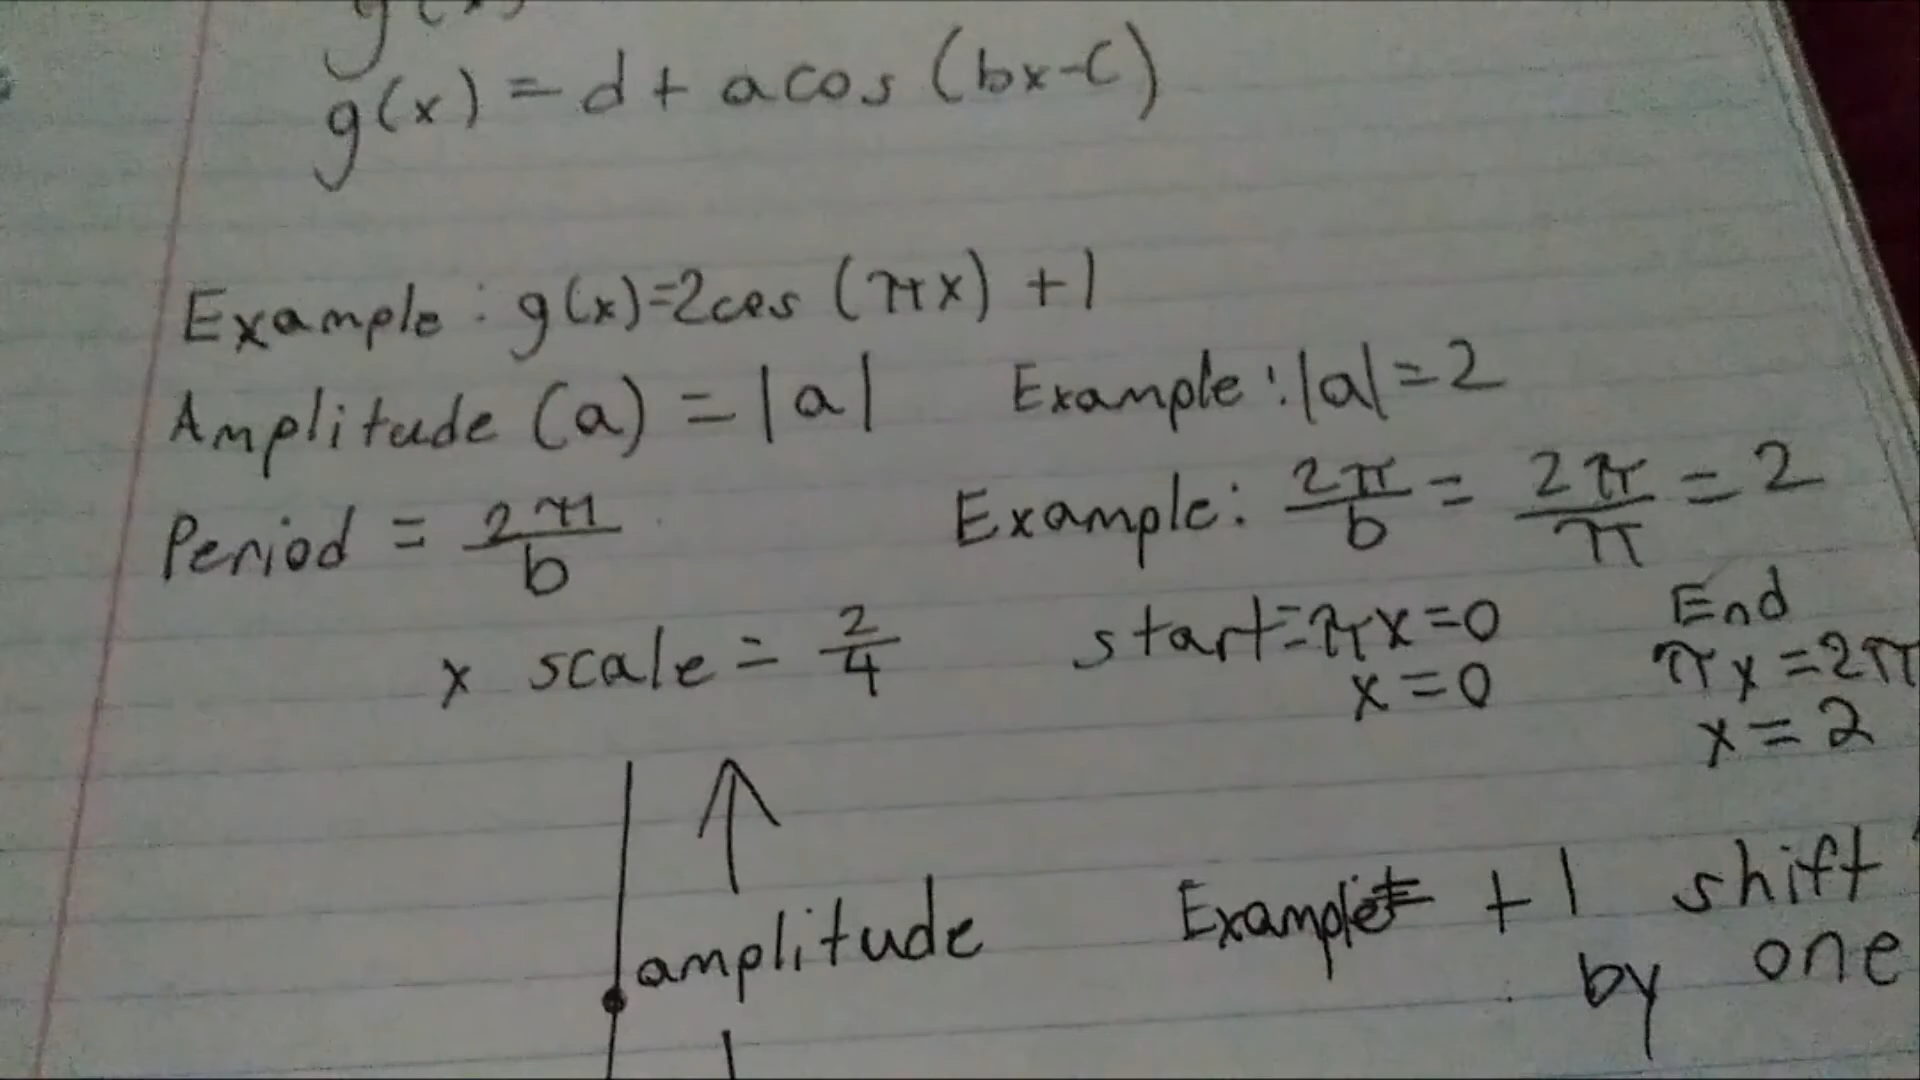 g(x)
g(x) = d + a cos (bx-c)
Example: g(x)=2cos (πx) +1
Amplitude (a) = |a| Example: |a|=2
Period = 2π/b Example: 2π/b = 2π/π = 2
x scale = 2/4 start=πx=0 End
x=0 πx=2π
x=2
amplitude Example= +1 shift
by one